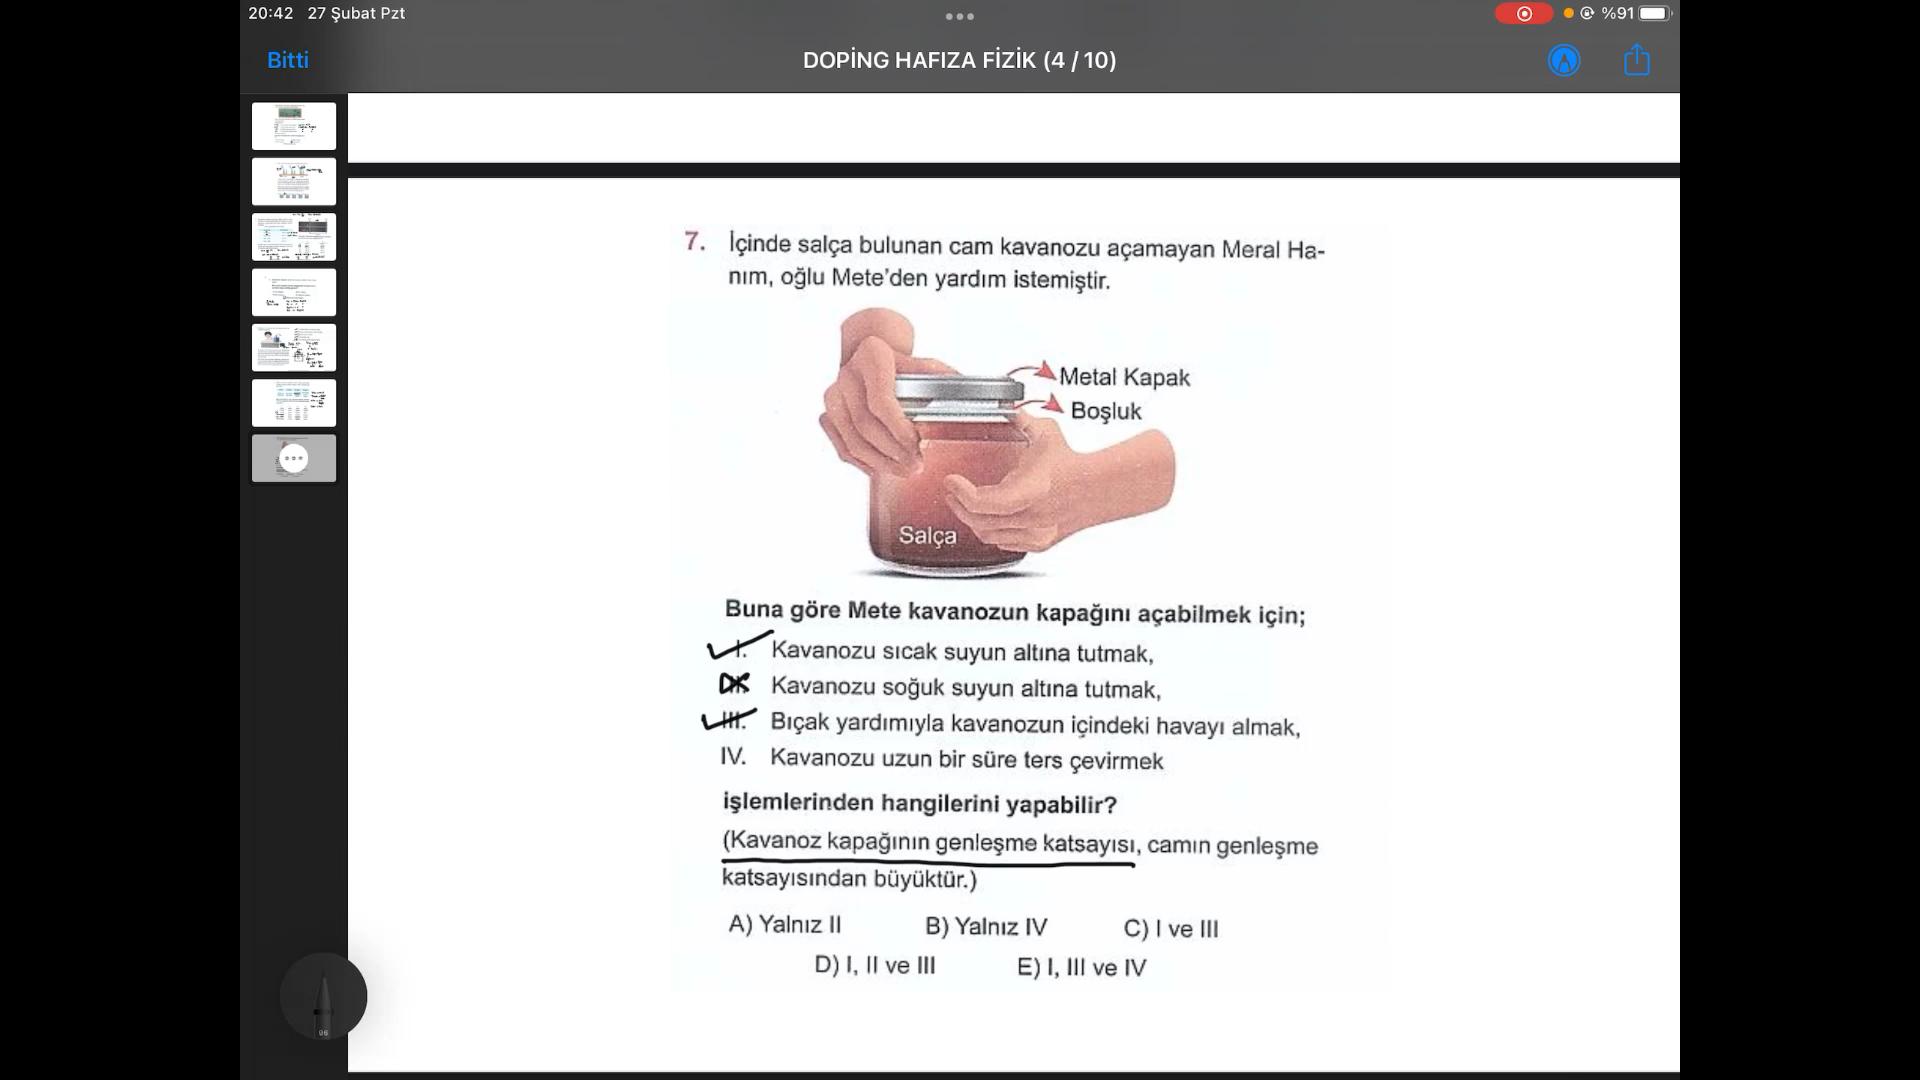 20:42 27 Şubat Pzt
%91
Bitti
DOPİNG HAFIZA FİZİK (4 / 10)
7. İçinde salça bulunan cam kavanozu açamayan Meral Ha-
nım, oğlu Mete'den yardım istemiştir.
Metal Kapak
Boşluk
Salça
Buna göre Mete kavanozun kapağını açabilmek için;
I. Kavanozu sıcak suyun altına tutmak,
II. Kavanozu soğuk suyun altına tutmak,
III. Bıçak yardımıyla kavanozun içindeki havayı almak,
IV. Kavanozu uzun bir süre ters çevirmek
işlemlerinden hangilerini yapabilir?
(Kavanoz kapağının genleşme katsayısı, camın genleşme
katsayısından büyüktür.)
A) Yalnız II B) Yalnız IV C) I ve III
D) I, II ve III E) I, III ve IV